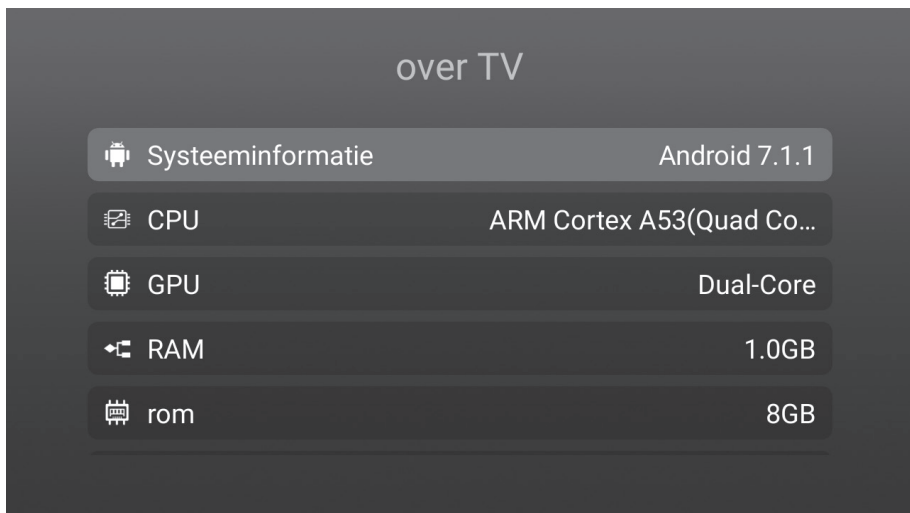 over TV
Systeeminformatie Android 7.1.1
CPU ARM Cortex A53(Quad Co...
GPU Dual-Core
RAM 1.0GB
rom 8GB